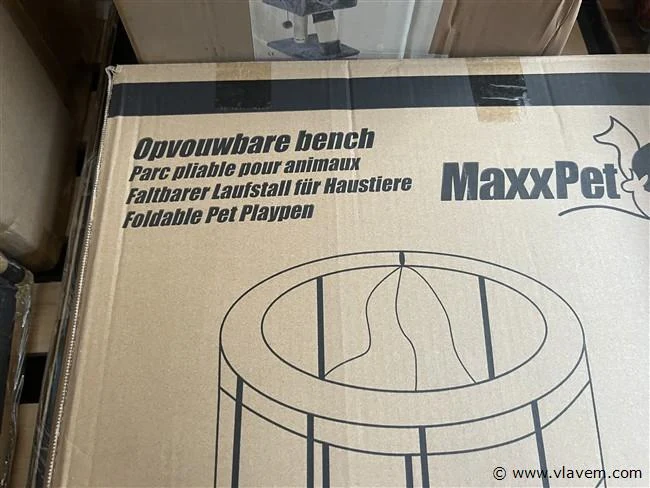 Opvouwbare bench
Parc pliable pour animaux
Faltbarer Laufstall für Haustiere
Foldable Pet Playpen
MaxxPet
© www.vlavem.com